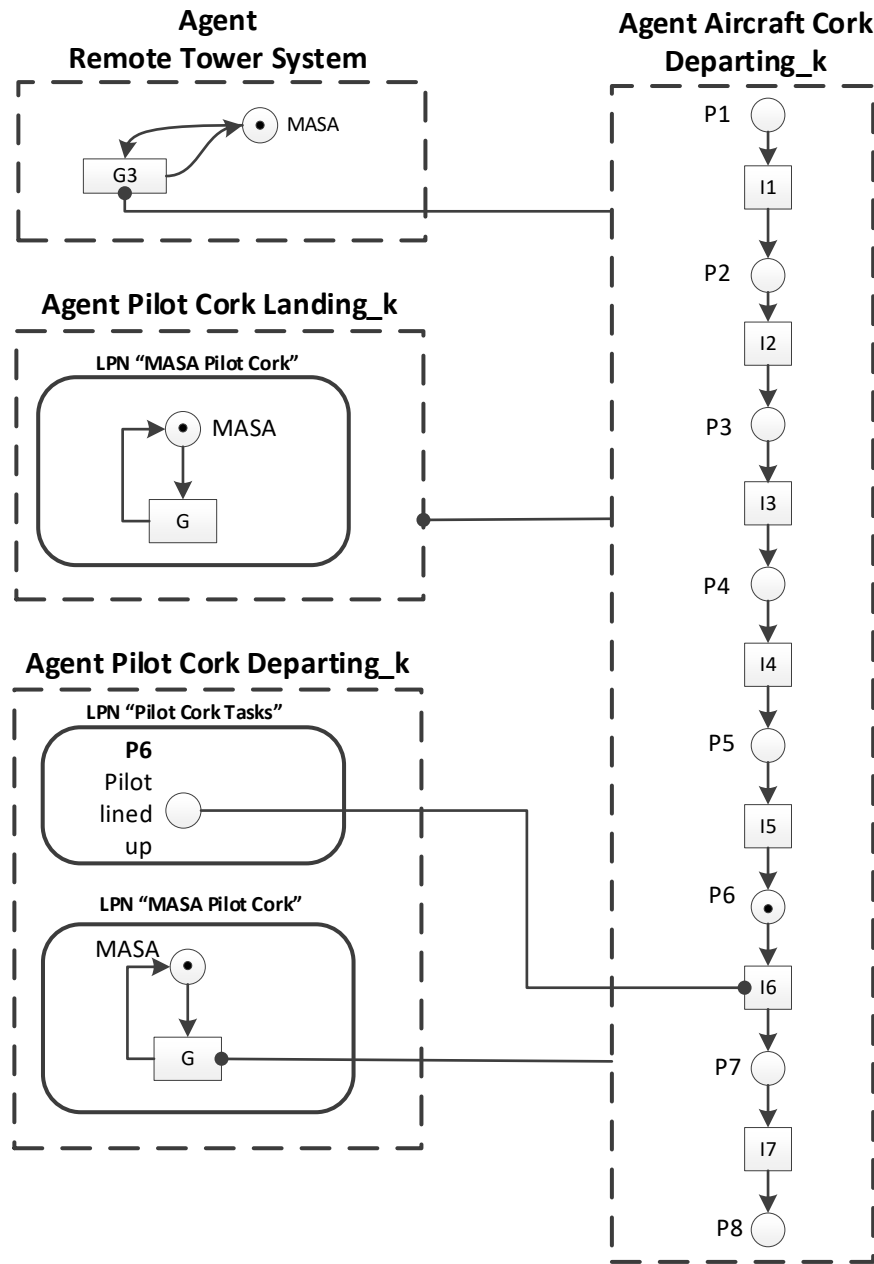 Agent
Remote Tower System
MASA
G3
Agent Pilot Cork Landing_k
LPN “MASA Pilot Cork”
MASA
G
Agent Pilot Cork Departing_k
LPN “Pilot Cork Tasks”
P6
Pilot
lined
up
LPN “MASA Pilot Cork”
MASA
G
Agent Aircraft Cork
Departing_k
P1
I1
P2
I2
P3
I3
P4
I4
P5
I5
P6
I6
P7
I7
P8